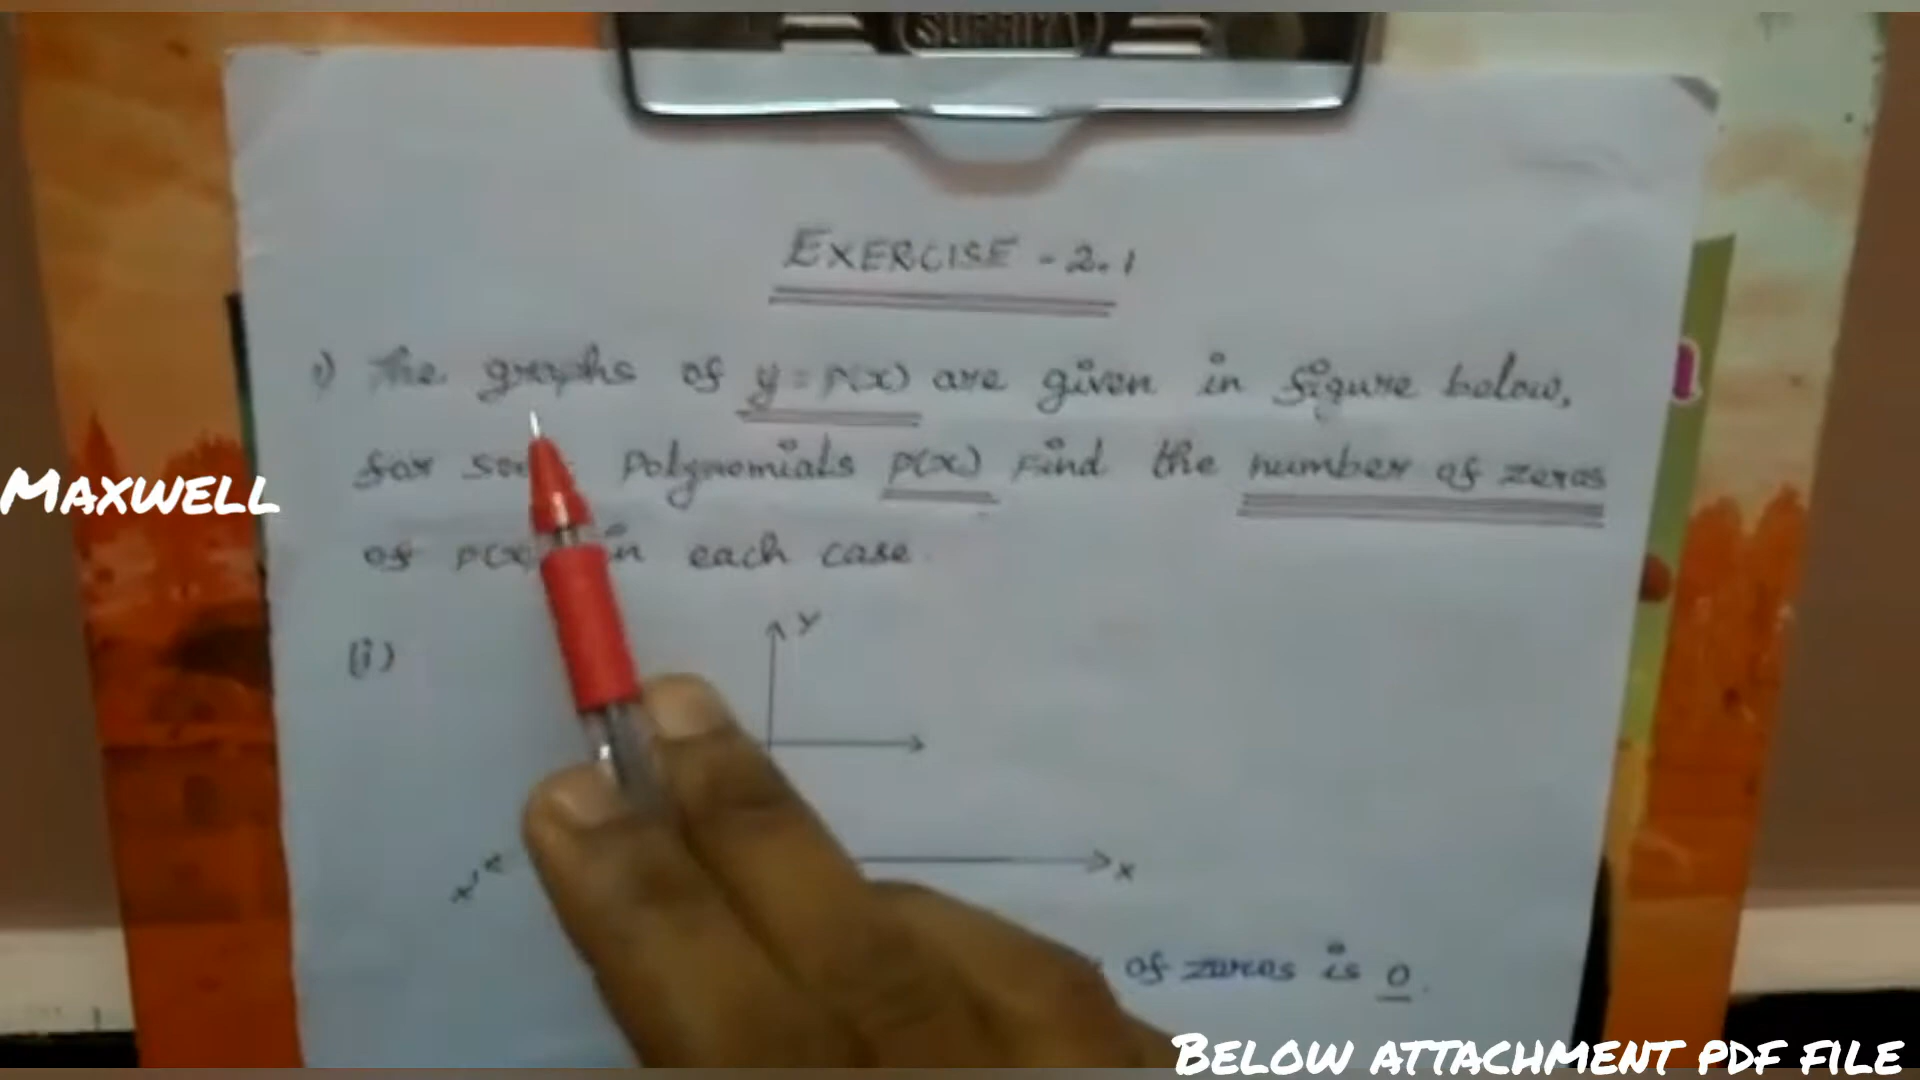 SUPRIYA
EXERCISE - 2.1
1) The graphs of y = P(x) are given in figure below,
for some Polynomials P(x) Find the number of zeros
of P(x) in each case.
MAXWELL
(i)
Y
X' X
of zeros is 0.
BELOW ATTACHMENT PDF FILE